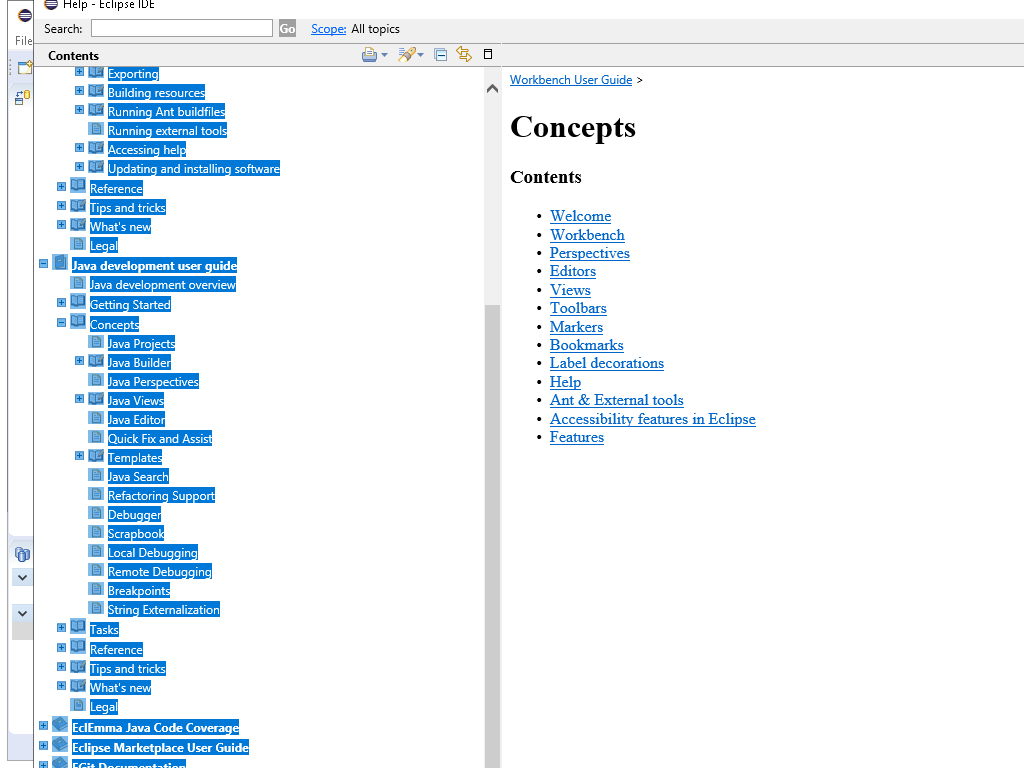 Help - Eclipse IDE
File
Search:
Go
Scope: All topics
Contents
Exporting
Building resources
Running Ant buildfiles
Running external tools
Accessing help
Updating and installing software
Reference
Tips and tricks
What's new
Legal
Java development user guide
Java development overview
Getting Started
Concepts
Java Projects
Java Builder
Java Perspectives
Java Views
Java Editor
Quick Fix and Assist
Templates
Java Search
Refactoring Support
Debugger
Scrapbook
Local Debugging
Remote Debugging
Breakpoints
String Externalization
Tasks
Reference
Tips and tricks
What's new
Legal
EclEmma Java Code Coverage
Eclipse Marketplace User Guide
EGit Documentation
Workbench User Guide >
Concepts
Contents
• Welcome
• Workbench
• Perspectives
• Editors
• Views
• Toolbars
• Markers
• Bookmarks
• Label decorations
• Help
• Ant & External tools
• Accessibility features in Eclipse
• Features